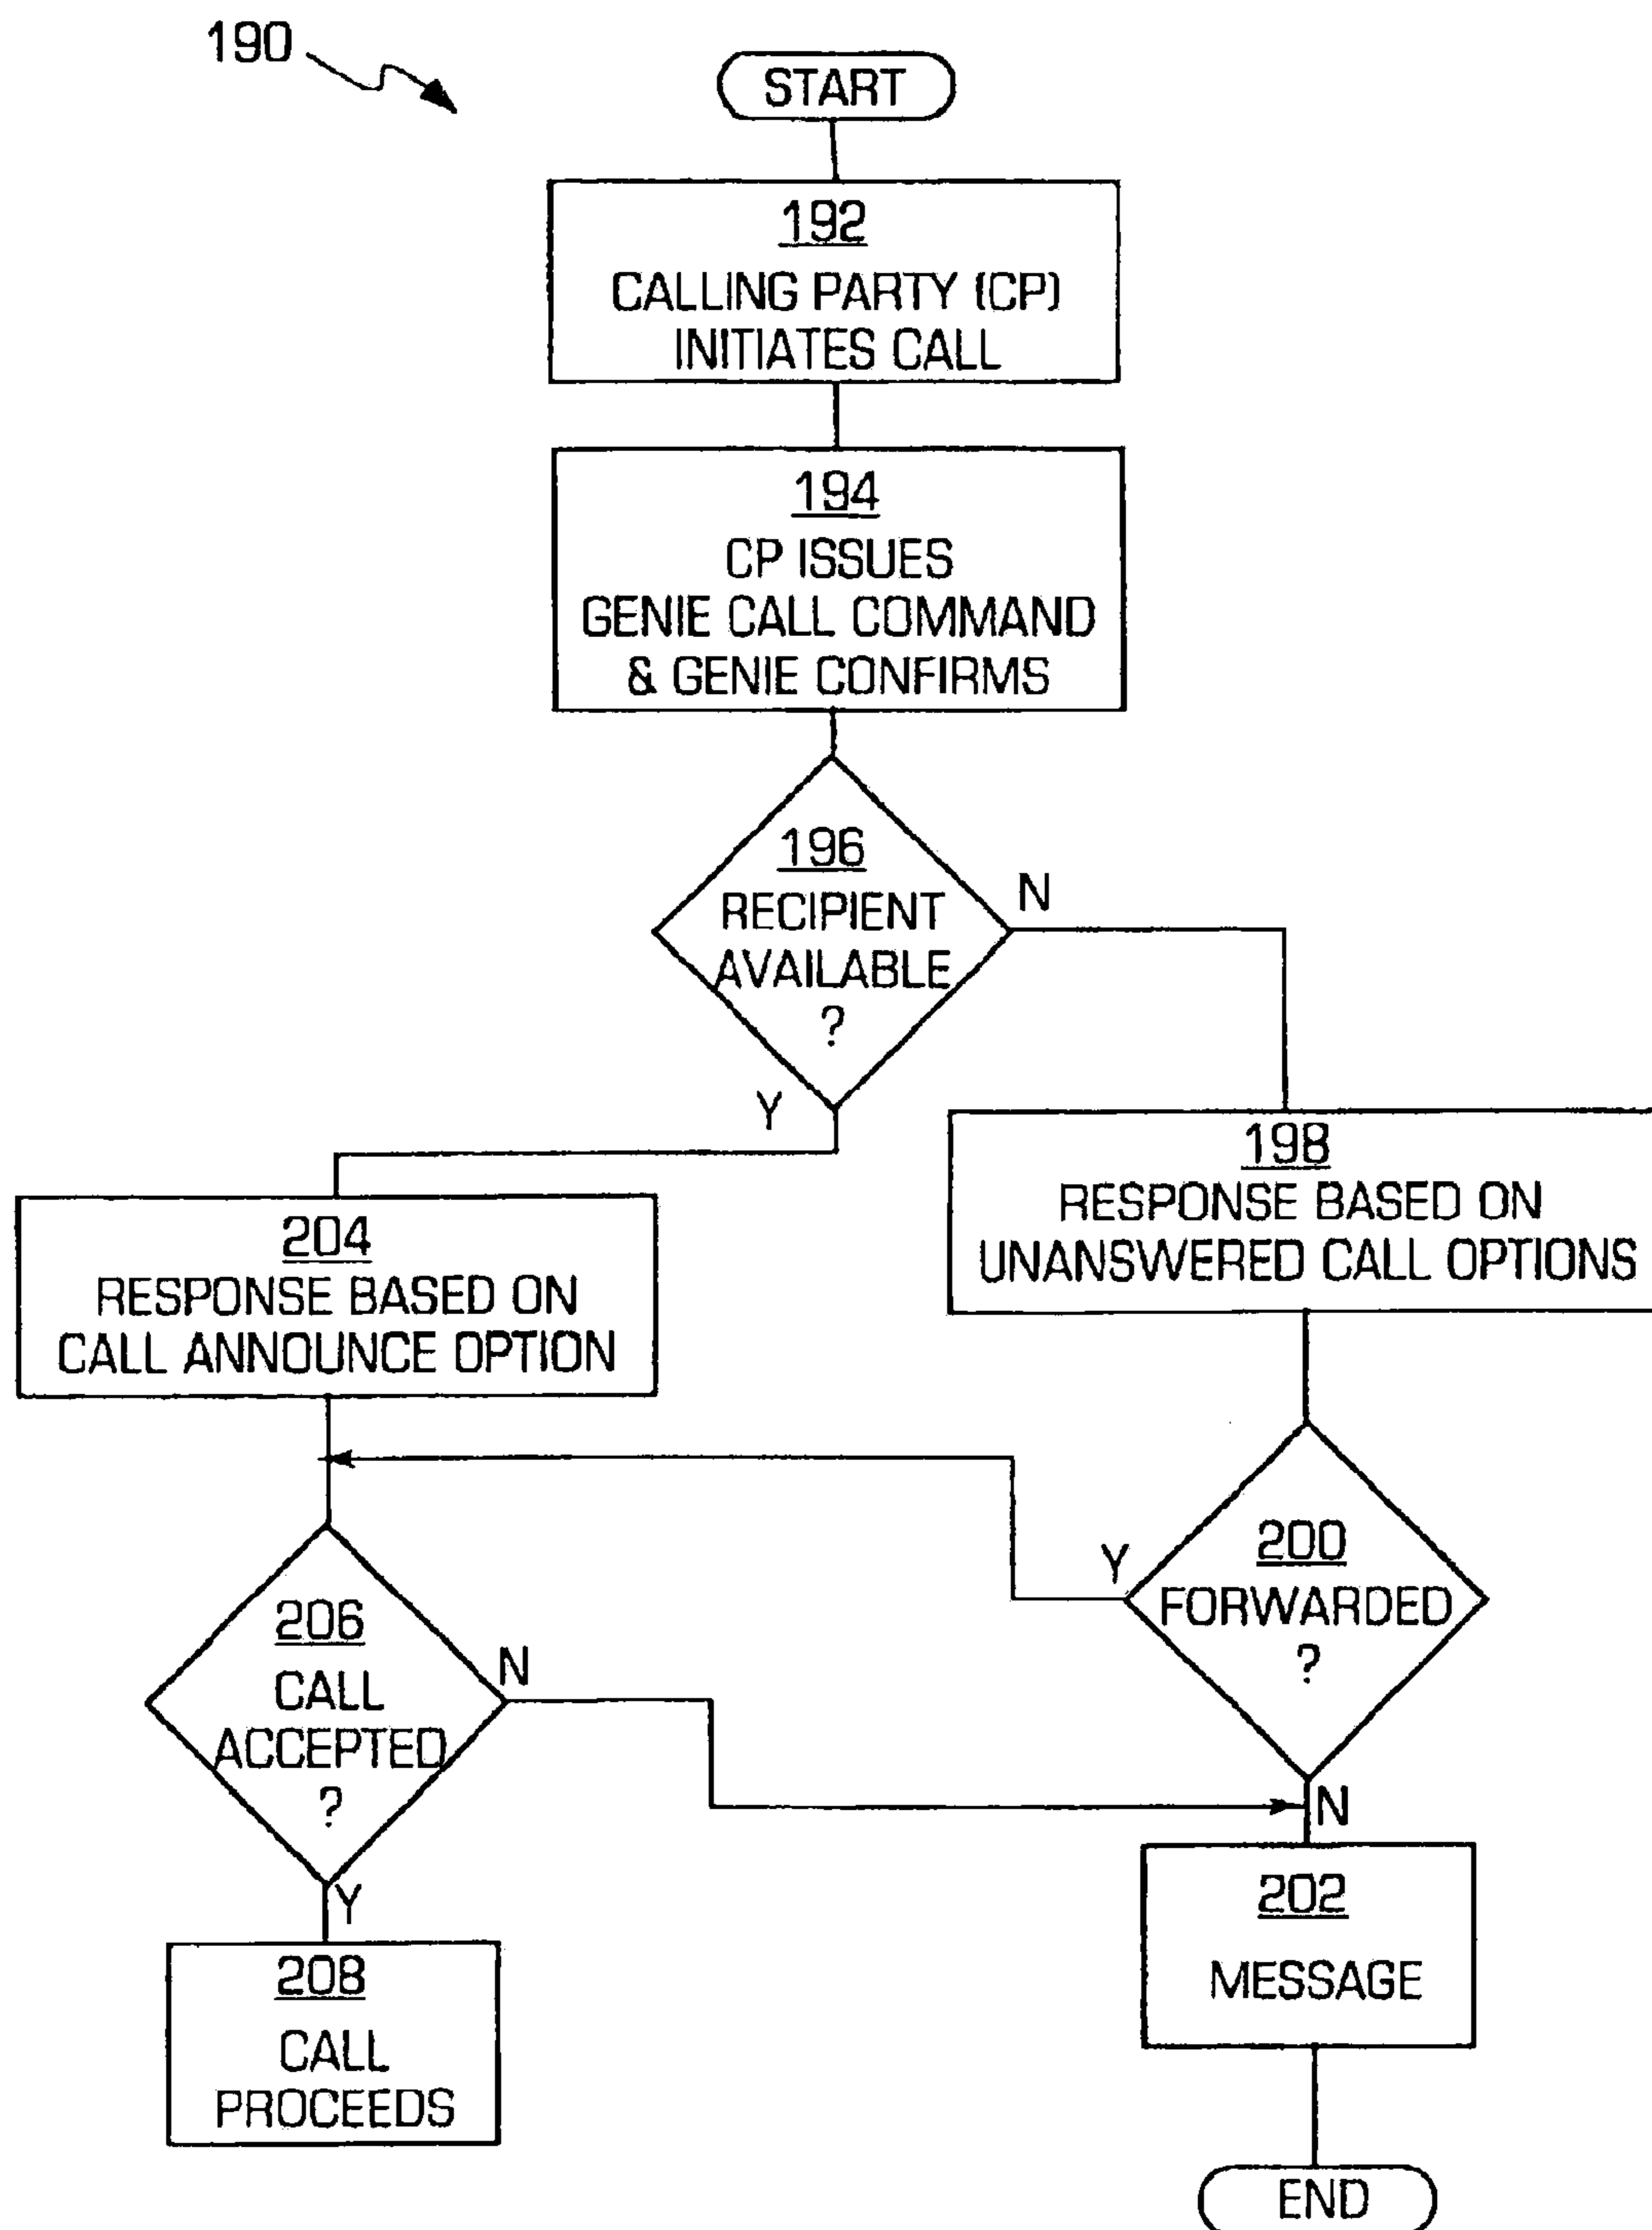 190
START
192
CALLING PARTY (CP)
INITIATES CALL
194
CP ISSUES
GENIE CALL COMMAND
& GENIE CONFIRMS
196
RECIPIENT
AVAILABLE
?
N
Y
198
RESPONSE BASED ON
UNANSWERED CALL OPTIONS
204
RESPONSE BASED ON
CALL ANNOUNCE OPTION
200
FORWARDED
?
Y
N
206
CALL
ACCEPTED
?
N
Y
202
MESSAGE
208
CALL
PROCEEDS
END